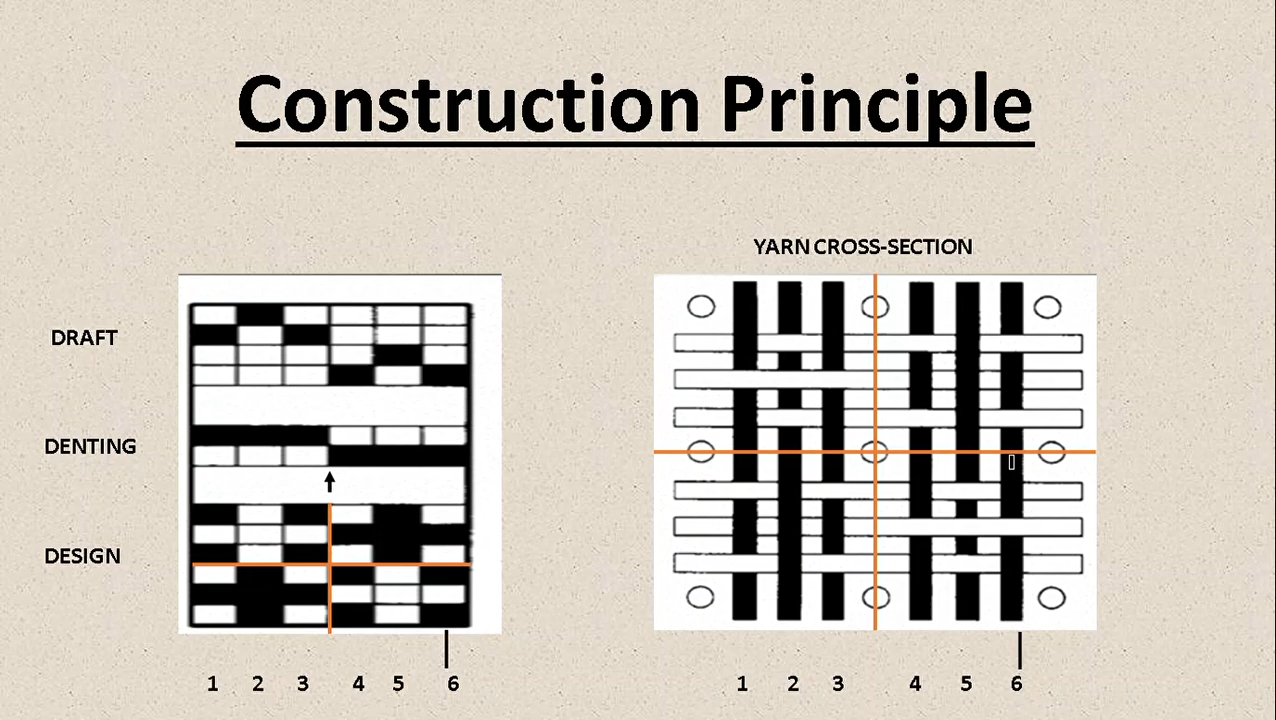 Construction Principle
YARN CROSS-SECTION
DRAFT
DENTING
DESIGN
1 2 3 4 5 6
1 2 3 4 5 6